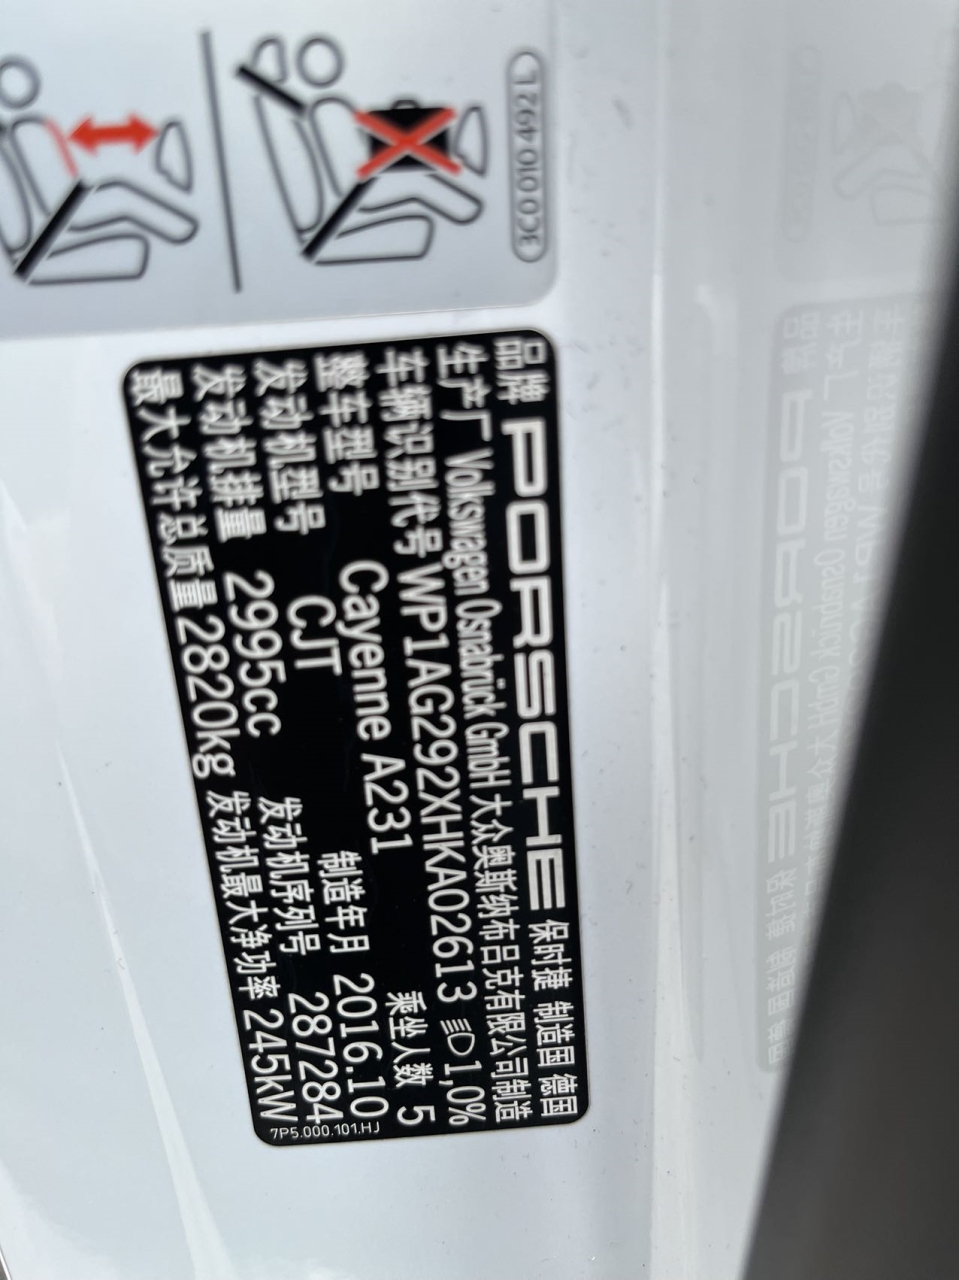 3C0 010 492 L
品牌 PORSCHE 保时捷 制造国 德国
生产厂 Volkswagen Osnabrück GmbH 大众奥斯纳布吕克有限公司制造
车辆识别代号 WP1AG292XHKA02613 1,0%
整车型号 Cayenne A231 乘坐人数 5
发动机型号 CJT 制造年月 2016.10
发动机排量 2995cc 发动机序列号 287284
最大允许总质量 2820kg 发动机最大净功率 245kW
7P5.000.101.HJ